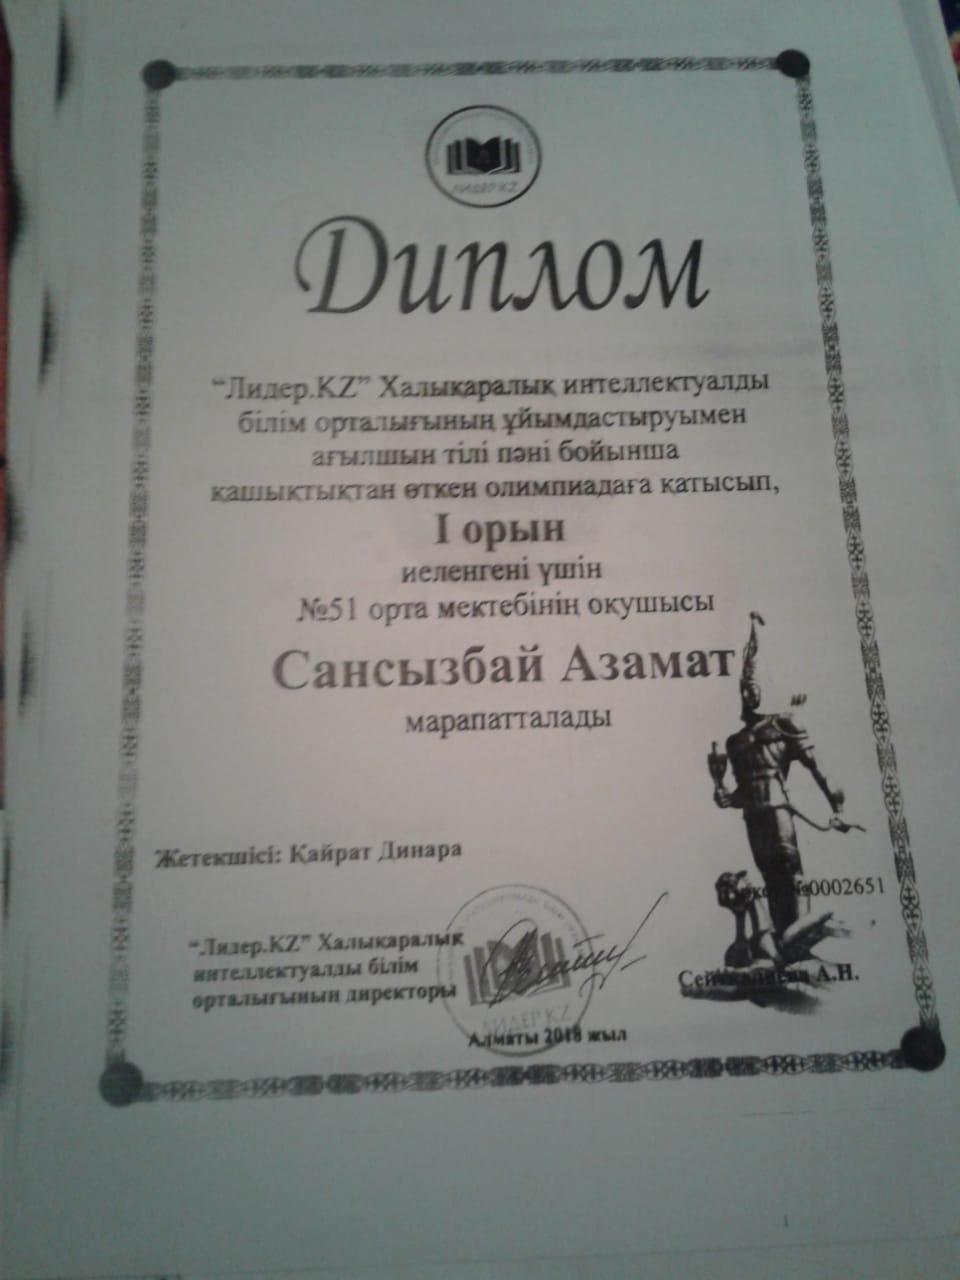 ЛИДЕР KZ
Диплом
“Лидер.KZ” Халықаралық интеллектуалды
білім орталығының ұйымдастыруымен
ағылшын тілі пәні бойынша
қашықтықтан өткен олимпиадаға қатысып,
I орын
иеленгені үшін
№51 орта мектебінің оқушысы
Сансызбай Азамат
марапатталады
Жетекшісі: Қайрат Динара
№0002651
“Лидер.KZ” Халықаралық
интеллектуалды білім
орталығының директоры
А.Н.
ЛИДЕР KZ
Алматы 2018 жыл